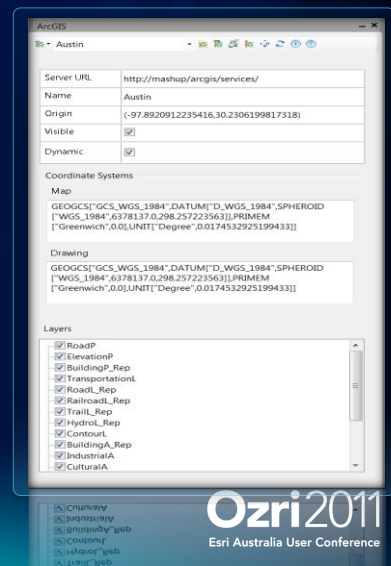 ArcGIS
Austin
Server URL http://mashup/arcgis/services/
Name Austin
Origin (-97.8920912235416,30.2306199817318)
Visible
Dynamic
Coordinate Systems
Map
GEOGCS["GCS_WGS_1984",DATUM["D_WGS_1984",SPHEROID
["WGS_1984",6378137.0,298.257223563]],PRIMEM
["Greenwich",0.0],UNIT["Degree",0.0174532925199433]]
Drawing
GEOGCS["GCS_WGS_1984",DATUM["D_WGS_1984",SPHEROID
["WGS_1984",6378137.0,298.257223563]],PRIMEM
["Greenwich",0.0],UNIT["Degree",0.0174532925199433]]
Layers
RoadP
ElevationP
BuildingP_Rep
TransportationL
RoadL_Rep
RailroadL_Rep
TrailL_Rep
HydroL_Rep
ContourL
BuildingA_Rep
IndustrialA
CulturalA
Ozri2011
Esri Australia User Conference